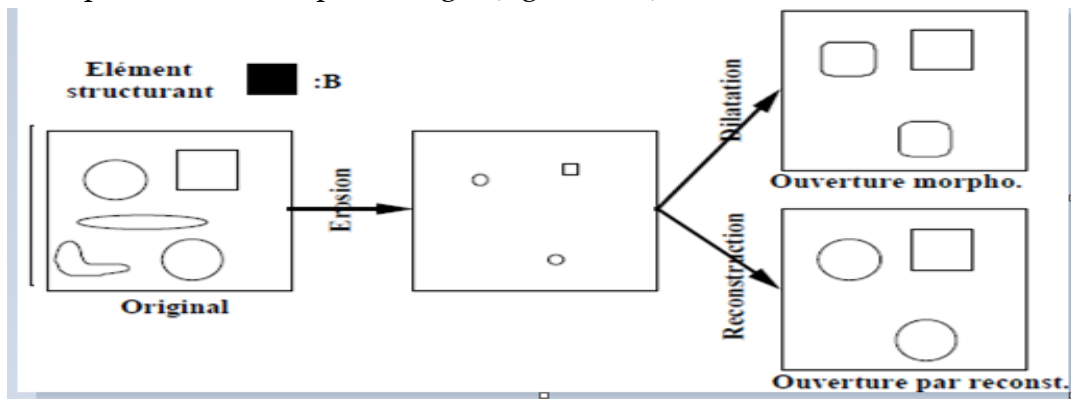 Elément
structurant
:B
Original
Erosion
Dilatation
Reconstruction
Ouverture morpho.
Ouverture par reconst.